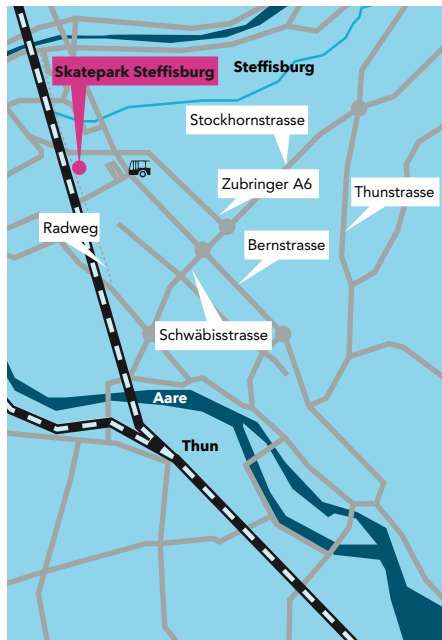 Skatepark Steffisburg
Steffisburg
Stockhornstrasse
Zubringer A6
Thunstrasse
Radweg
Bernstrasse
Schwäbisstrasse
Aare
Thun